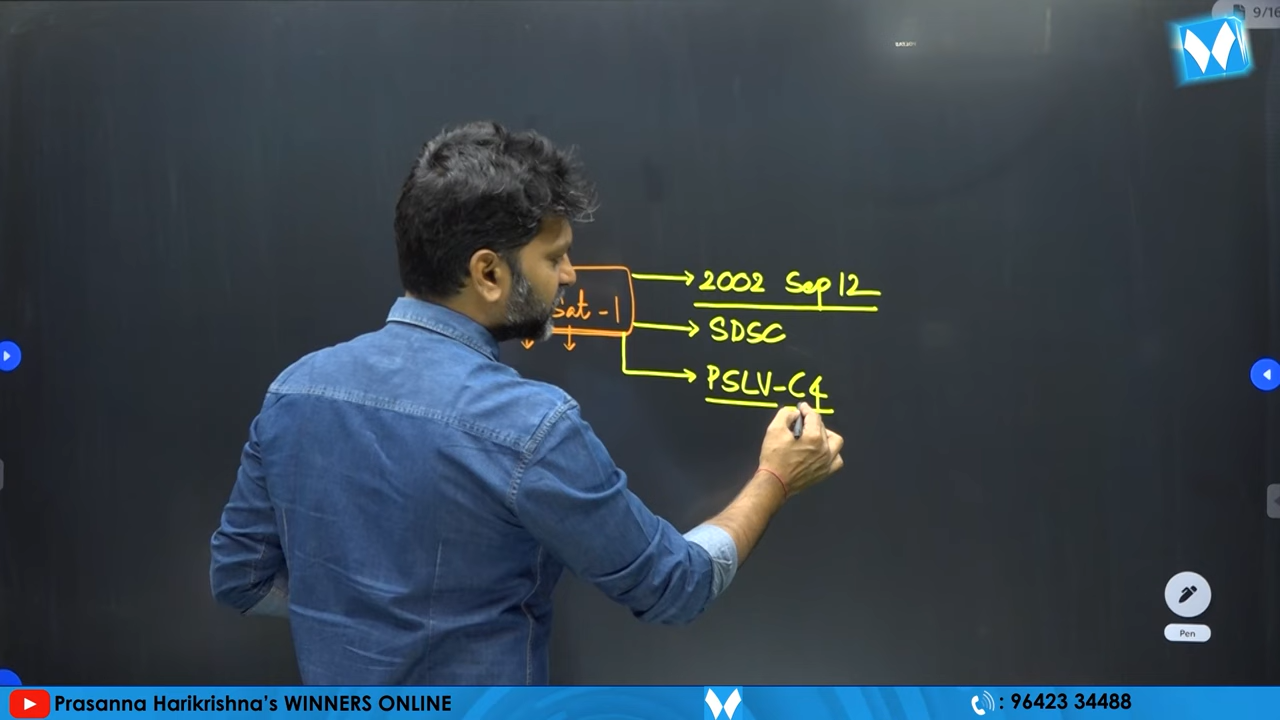 9/16
2002 Sep 12
Sat-1
SDSC
PSLV-C4
Pen
Prasanna Harikrishna's WINNERS ONLINE
: 96423 34488